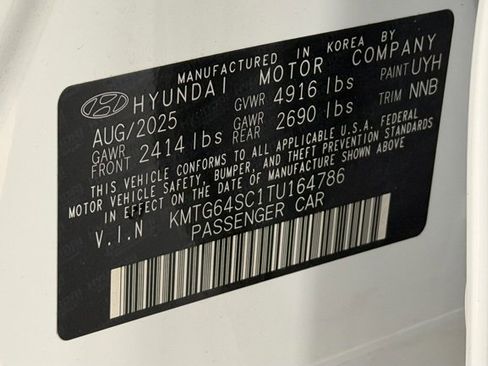 MANUFACTURED IN KOREA BY
HYUNDAI MOTOR COMPANY
AUG/2025 GVWR 4916 lbs PAINT UYH
GAWR FRONT 2414 lbs GAWR REAR 2690 lbs TRIM NNB
THIS VEHICLE CONFORMS TO ALL APPLICABLE U.S.A. FEDERAL
MOTOR VEHICLE SAFETY, BUMPER, AND THEFT PREVENTION STANDARDS
IN EFFECT ON THE DATE OF MANUFACTURE SHOWN ABOVE
V.I.N KMTG64SC1TU164786
PASSENGER CAR